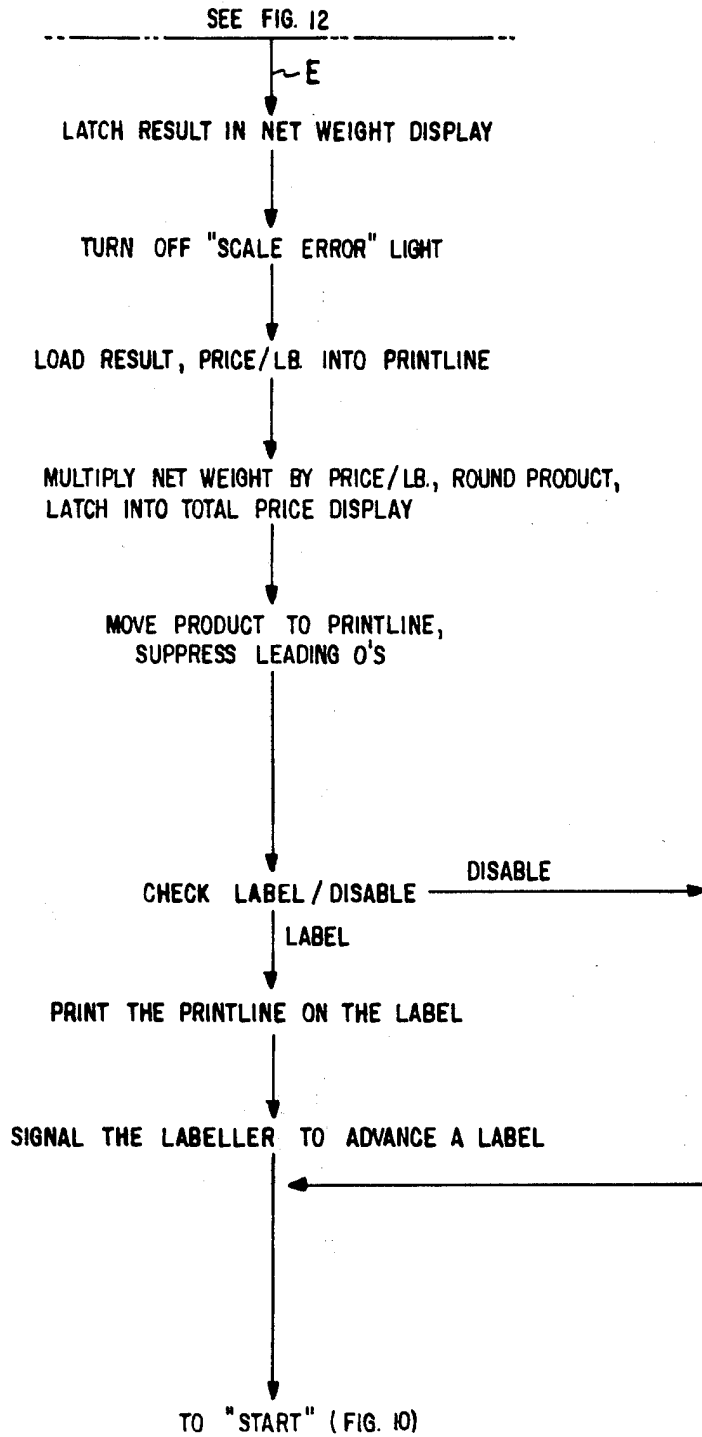 SEE FIG. 12
E
LATCH RESULT IN NET WEIGHT DISPLAY
TURN OFF "SCALE ERROR" LIGHT
LOAD RESULT, PRICE/LB. INTO PRINTLINE
MULTIPLY NET WEIGHT BY PRICE/LB., ROUND PRODUCT,
LATCH INTO TOTAL PRICE DISPLAY
MOVE PRODUCT TO PRINTLINE,
SUPPRESS LEADING 0'S
CHECK LABEL/DISABLE
DISABLE
LABEL
PRINT THE PRINTLINE ON THE LABEL
SIGNAL THE LABELLER TO ADVANCE A LABEL
TO "START" (FIG. 10)